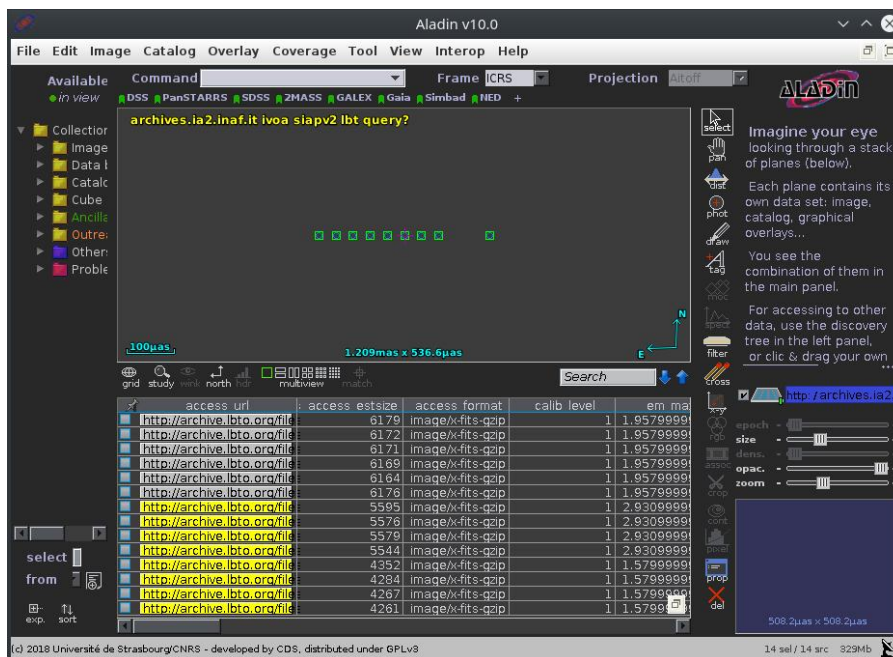 Aladin v10.0
File Edit Image Catalog Overlay Coverage Tool View Interop Help
Available
in view
Command
Frame ICRS
Projection Aitoff
DSS PanSTARRS SDSS 2MASS GALEX Gaia Simbad NED +
ALADiN
Collection
Image
Data b
Catalc
Cube
Ancilla
Outrea
Others
Proble
archives.ia2.inaf.it ivoa siapv2 lbt query?
N
E
100µas
1.209mas x 536.6µas
select
pan
dist
phot
draw
tag
moc
spect
filter
cross
x-y
rgb
assoc
crop
cont
pixel
prop
del
Imagine your eye
looking through a stack
of planes (below).
Each plane contains its
own data set: image,
catalog, graphical
overlays...
You see the
combination of them in
the main panel.
For accessing to other
data, use the discovery
tree in the left panel,
or clic & drag your own
...
grid study wink north hdr multiview match
Search
http://archives.ia2
epoch
size
dens.
opac.
zoom
access url access estsize access format calib level em ma
http://archive.lbto.org/file 6179 image/x-fits-gzip 1 1.95799999
http://archive.lbto.org/file 6172 image/x-fits-gzip 1 1.95799999
http://archive.lbto.org/file 6171 image/x-fits-gzip 1 1.95799999
http://archive.lbto.org/file 6169 image/x-fits-gzip 1 1.95799999
http://archive.lbto.org/file 6164 image/x-fits-gzip 1 1.95799999
http://archive.lbto.org/file 6176 image/x-fits-gzip 1 1.95799999
http://archive.lbto.org/file 5595 image/x-fits-gzip 1 2.93099999
http://archive.lbto.org/file 5576 image/x-fits-gzip 1 2.93099999
http://archive.lbto.org/file 5579 image/x-fits-gzip 1 2.93099999
http://archive.lbto.org/file 5544 image/x-fits-gzip 1 2.93099999
http://archive.lbto.org/file 4352 image/x-fits-gzip 1 1.57999999
http://archive.lbto.org/file 4284 image/x-fits-gzip 1 1.57999999
http://archive.lbto.org/file 4267 image/x-fits-gzip 1 1.57999999
http://archive.lbto.org/file 4261 image/x-fits-gzip 1 1.5799
select
from
exp. sort
508.2µas x 508.2µas
(c) 2018 Université de Strasbourg/CNRS - developed by CDS, distributed under GPLv3
14 sel / 14 src 329Mb